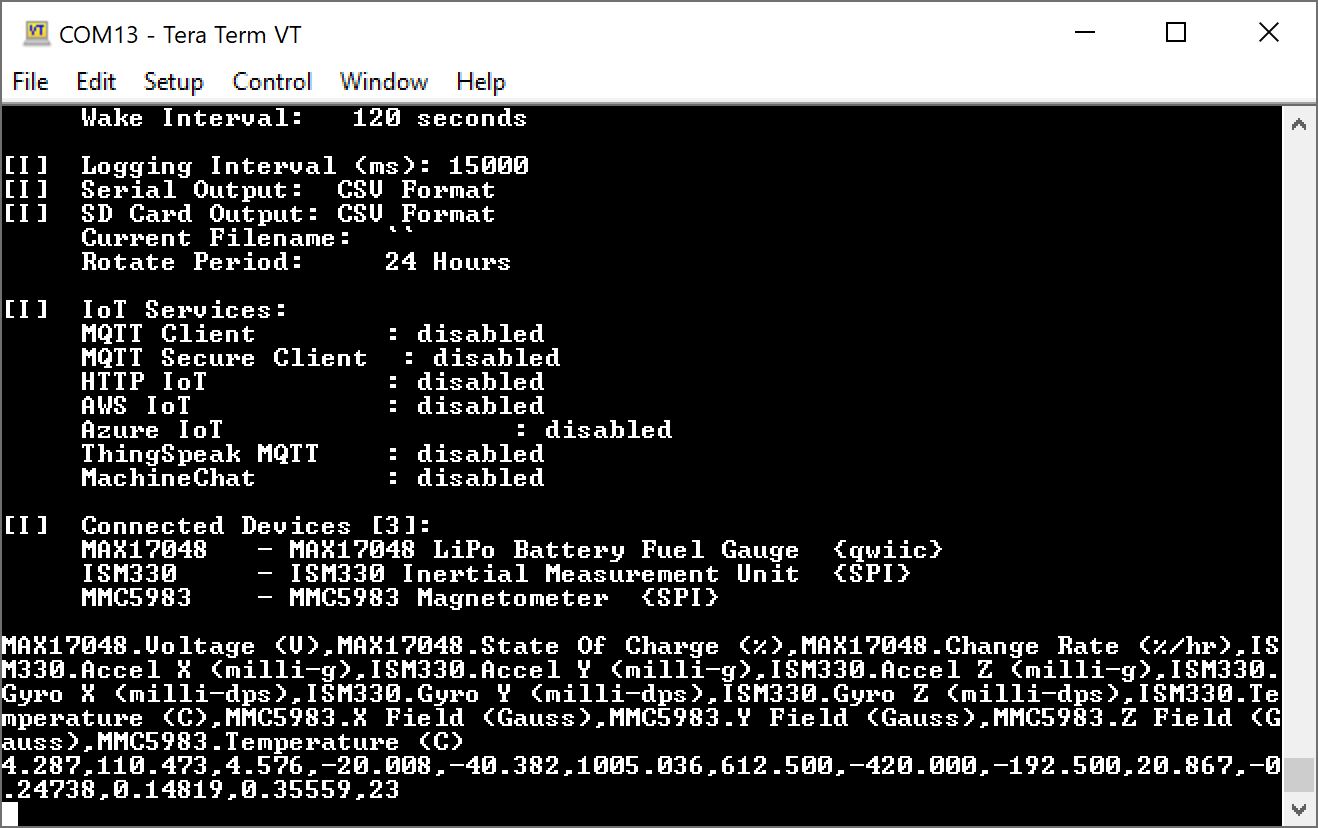 COM13 - Tera Term VT
File Edit Setup Control Window Help
Wake Interval: 120 seconds
[I] Logging Interval (ms): 15000
[I] Serial Output: CSV Format
[I] SD Card Output: CSV Format
Current Filename: ``
Rotate Period: 24 Hours
[I] IoT Services:
MQTT Client : disabled
MQTT Secure Client : disabled
HTTP IoT : disabled
AWS IoT : disabled
Azure IoT : disabled
ThingSpeak MQTT : disabled
MachineChat : disabled
[I] Connected Devices [3]:
MAX17048 - MAX17048 LiPo Battery Fuel Gauge {qwiic}
ISM330 - ISM330 Inertial Measurement Unit {SPI}
MMC5983 - MMC5983 Magnetometer {SPI}
MAX17048.Voltage (V),MAX17048.State Of Charge (%),MAX17048.Change Rate (%/hr),IS
M330.Accel X (milli-g),ISM330.Accel Y (milli-g),ISM330.Accel Z (milli-g),ISM330.
Gyro X (milli-dps),ISM330.Gyro Y (milli-dps),ISM330.Gyro Z (milli-dps),ISM330.Te
mperature (C),MMC5983.X Field (Gauss),MMC5983.Y Field (Gauss),MMC5983.Z Field (G
auss),MMC5983.Temperature (C)
4.287,110.473,4.576,-20.008,-40.382,1005.036,612.500,-420.000,-192.500,20.867,-0
.24738,0.14819,0.35559,23